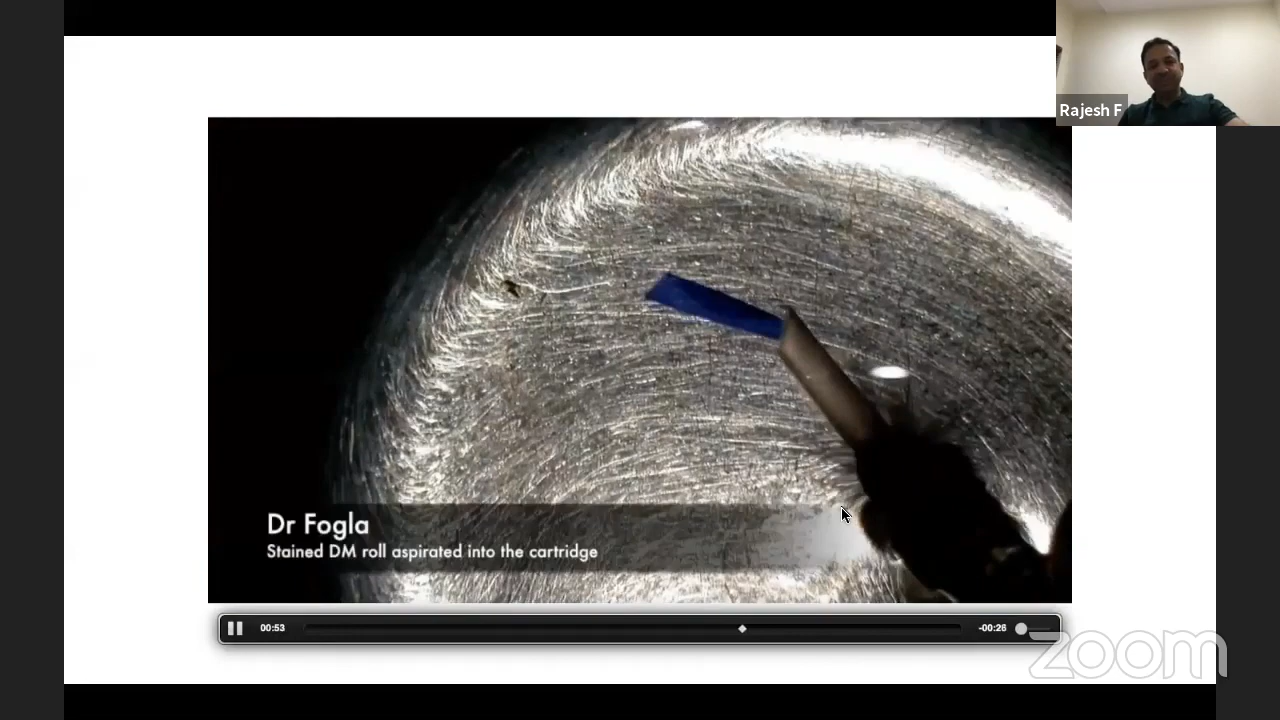 Rajesh F
Dr Fogla
Stained DM roll aspirated into the cartridge
00:53
-00:26
zoom